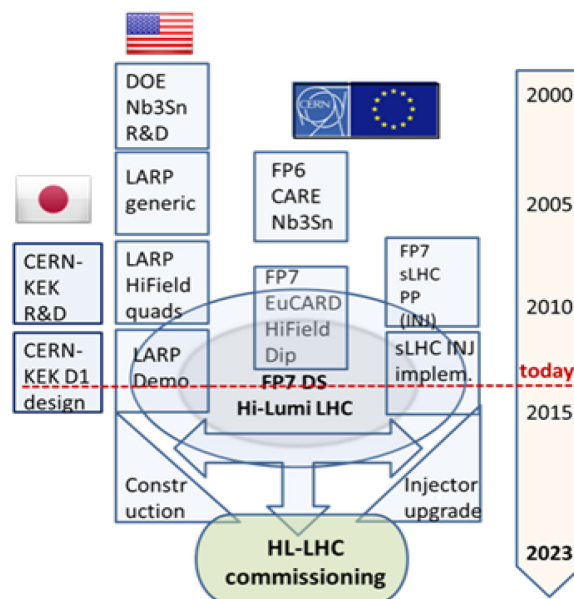 DOE
Nb3Sn
R&D
CERN
2000
LARP
generic
FP6
CARE
Nb3Sn
2005
CERN-
KEK
R&D
LARP
HiField
quads
FP7
EuCARD
HiField
Dip
FP7
sLHC
PP
(INJ)
2010
CERN-
KEK D1
design
LARP
Demo
sLHC INJ
implem.
today
FP7 DS
Hi-Lumi LHC
2015
Constr
uction
Injector
upgrade
HL-LHC
commissioning
2023